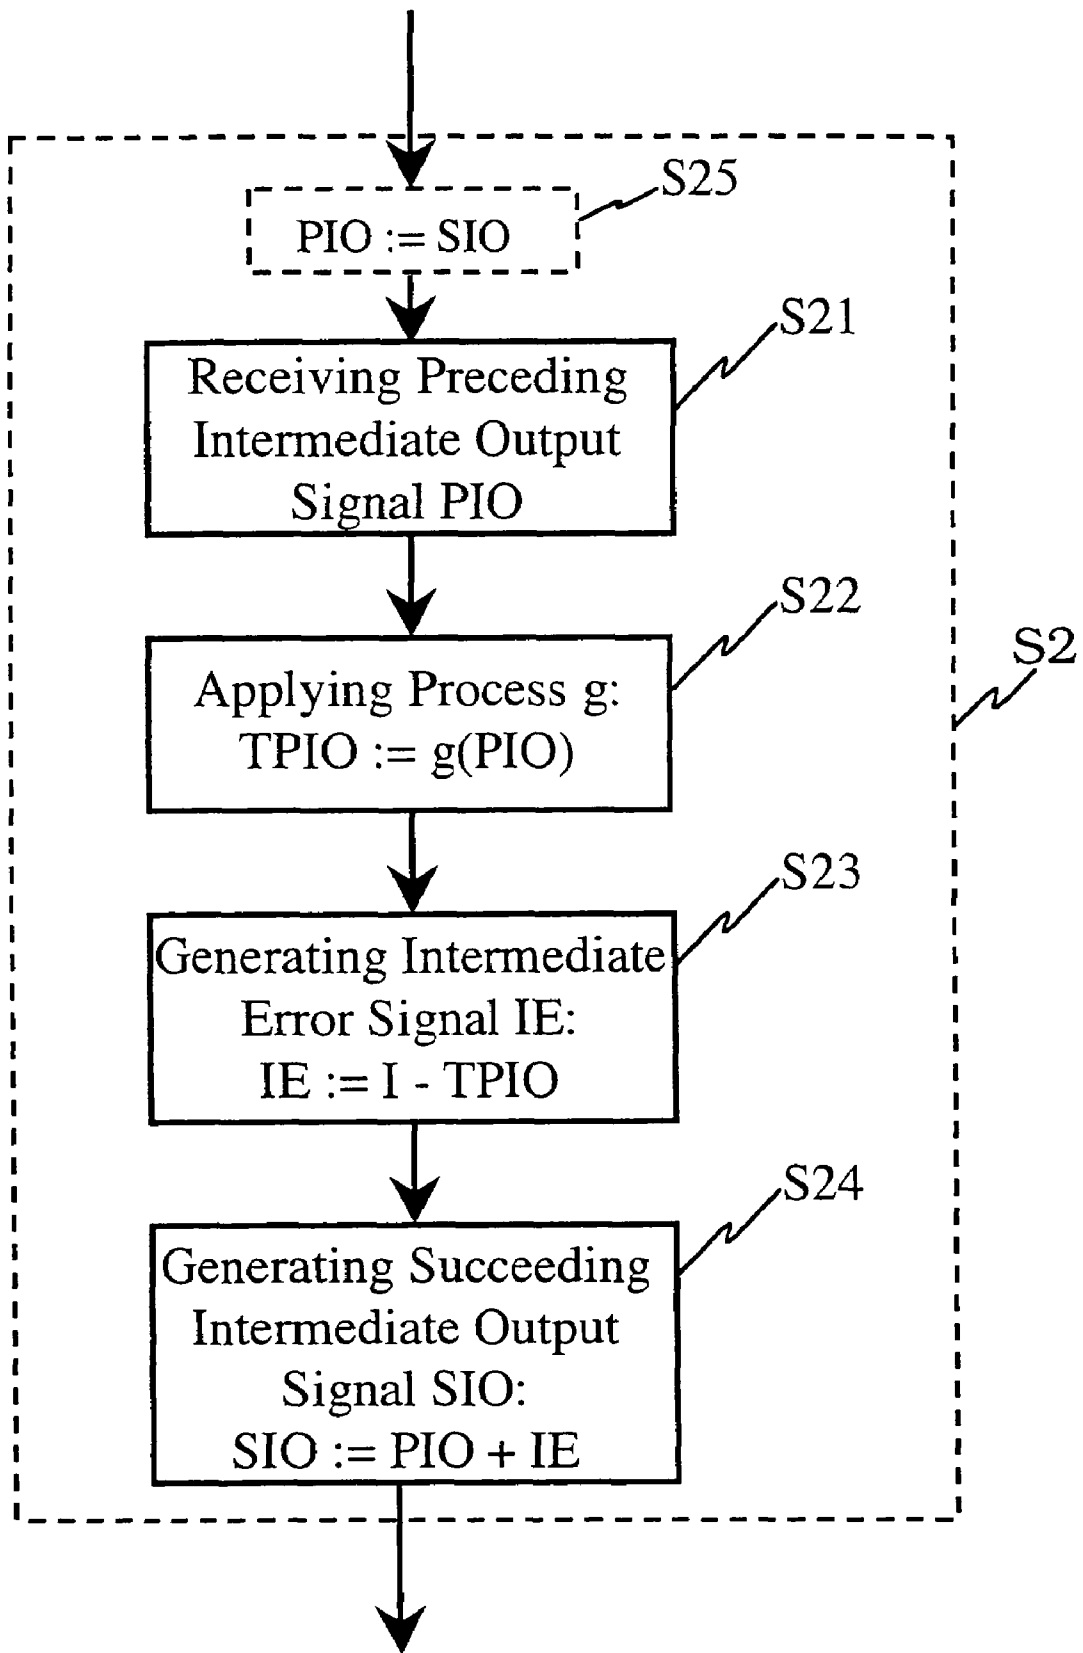 S25
PIO := SIO
S21
Receiving Preceding
Intermediate Output
Signal PIO
S22
Applying Process g:
TPIO := g(PIO)
S2
S23
Generating Intermediate
Error Signal IE:
IE := I - TPIO
S24
Generating Succeeding
Intermediate Output
Signal SIO:
SIO := PIO + IE